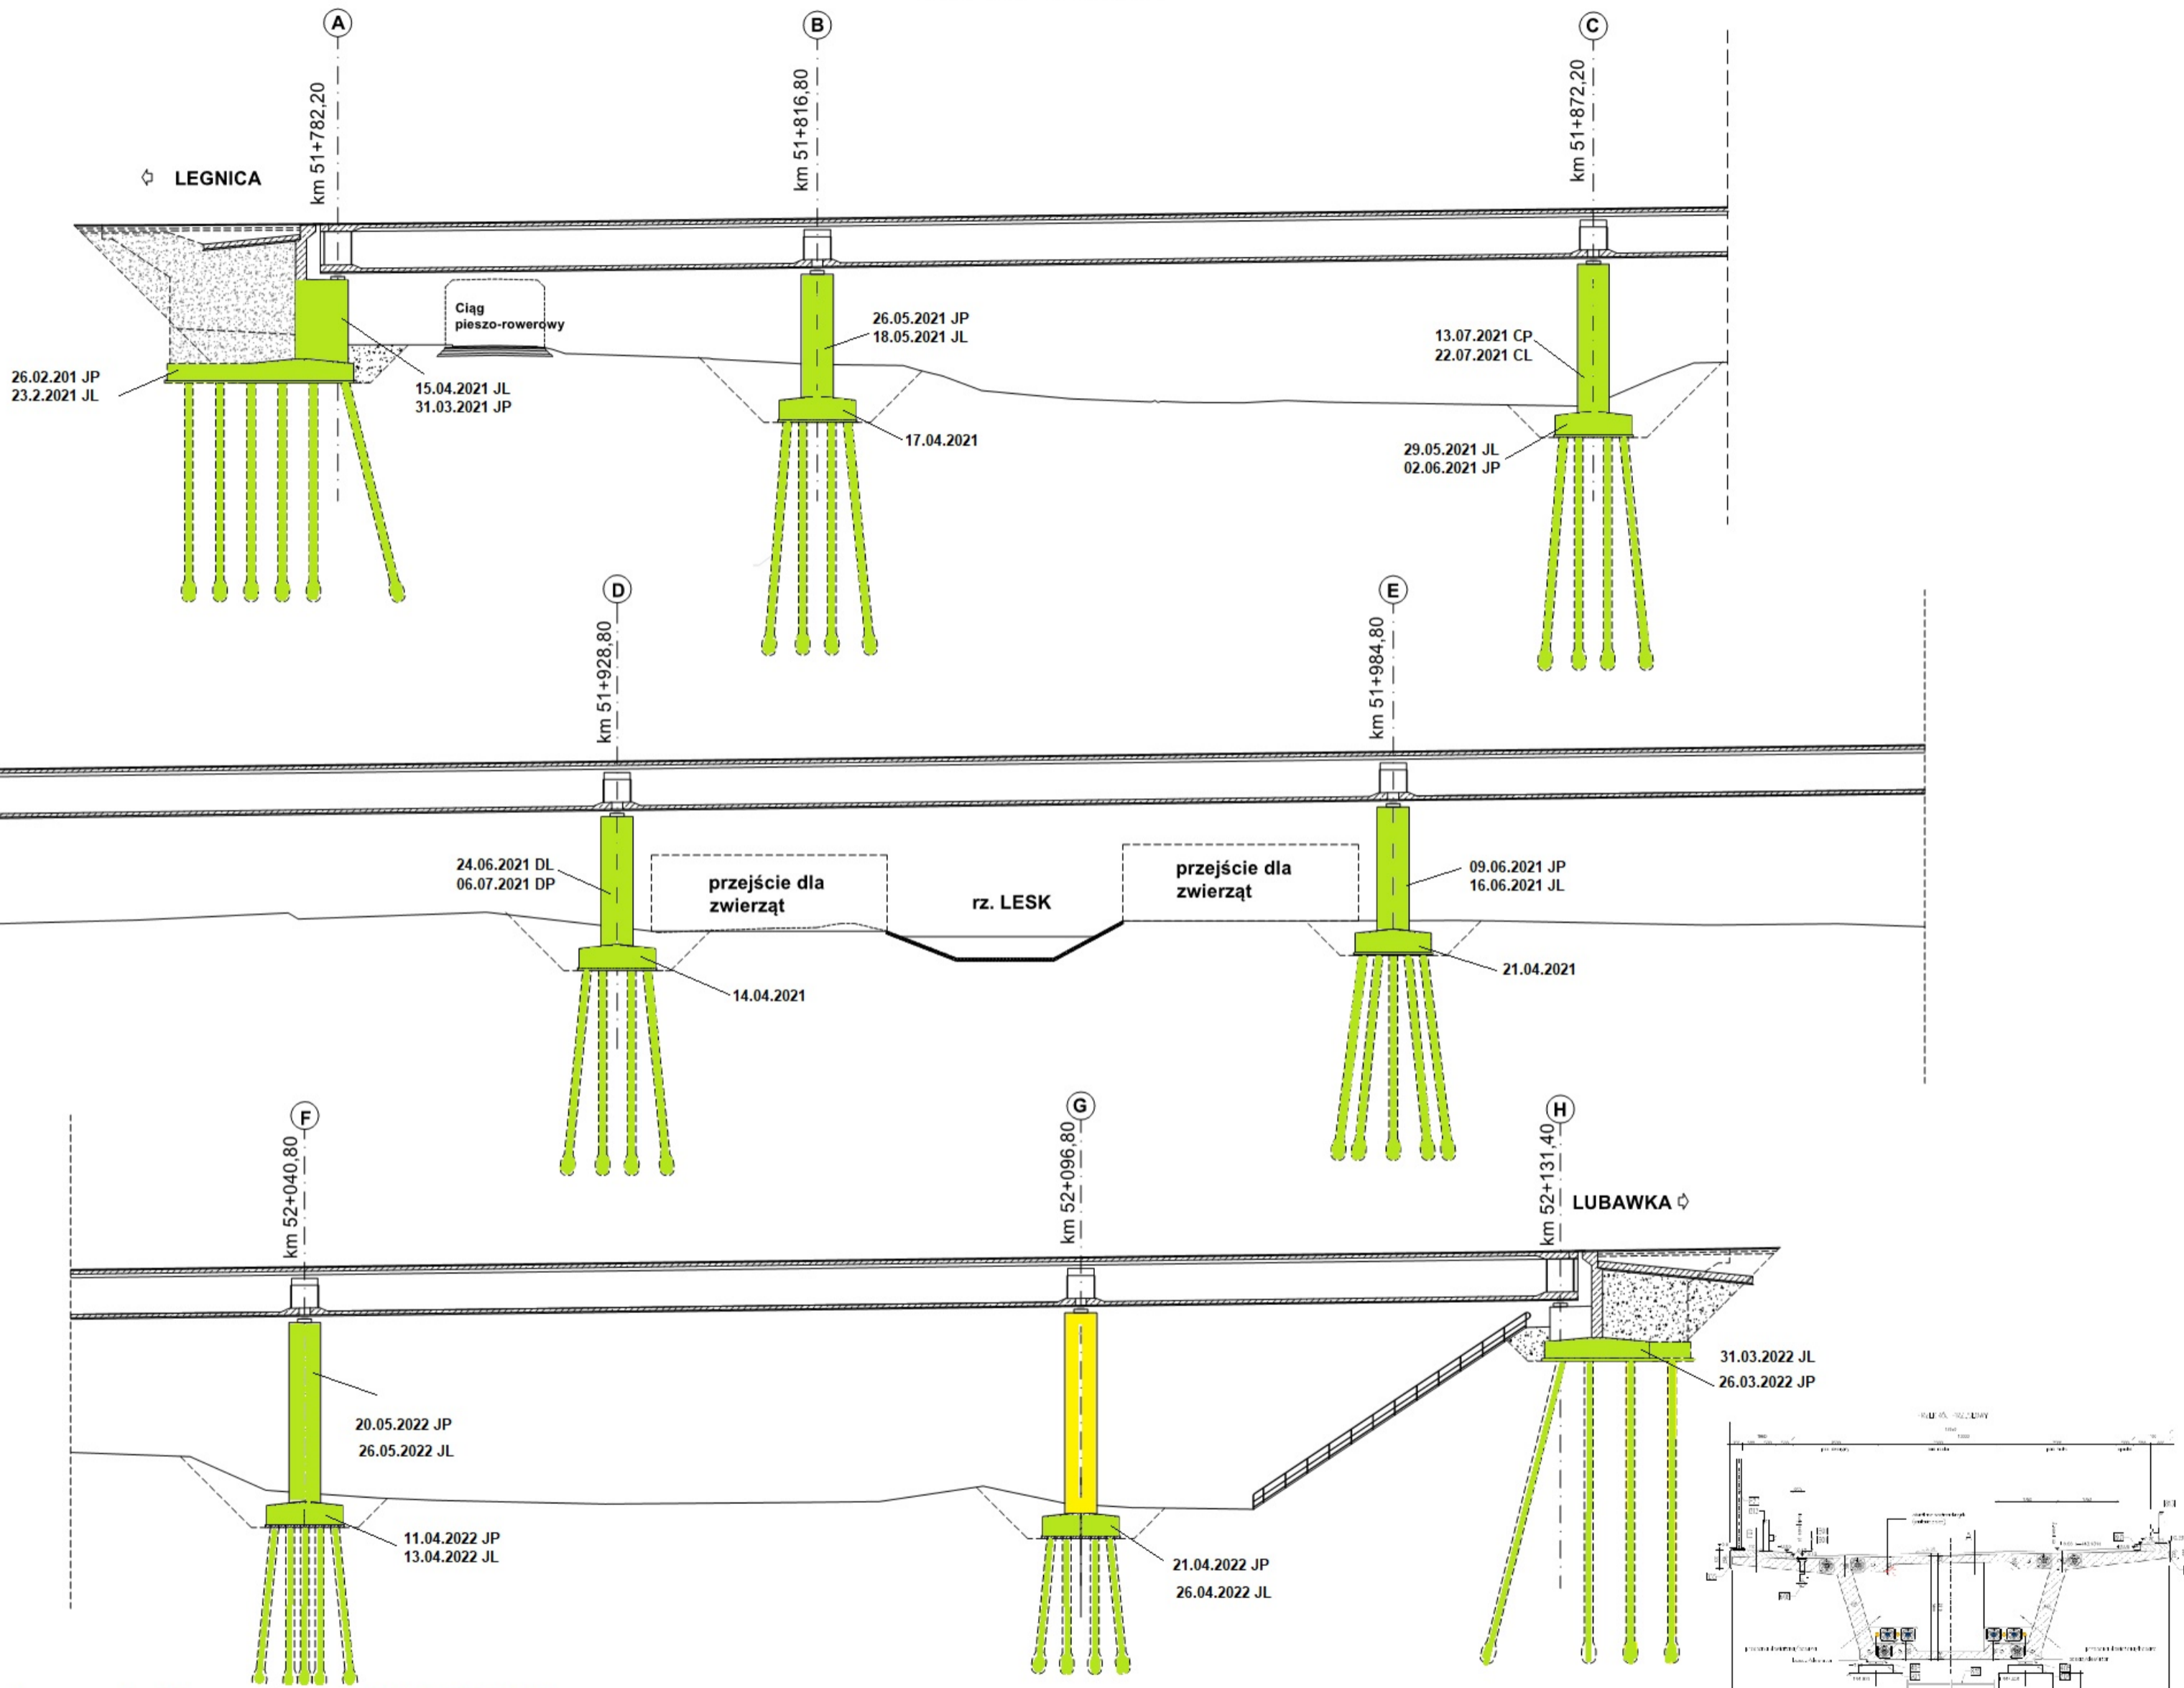 A
B
C
km 51+782,20
km 51+816,80
km 51+872,20
LEGNICA
Ciąg
pieszo-rowerowy
26.02.201 JP
23.2.2021 JL
15.04.2021 JL
31.03.2021 JP
26.05.2021 JP
18.05.2021 JL
17.04.2021
13.07.2021 CP
22.07.2021 CL
29.05.2021 JL
02.06.2021 JP
D
E
km 51+928,80
km 51+984,80
24.06.2021 DL
06.07.2021 DP
przejście dla
zwierząt
rz. LESK
przejście dla
zwierząt
09.06.2021 JP
16.06.2021 JL
14.04.2021
21.04.2021
F
G
H
km 52+040,80
km 52+096,80
km 52+131,40
LUBAWKA
20.05.2022 JP
26.05.2022 JL
11.04.2022 JP
13.04.2022 JL
21.04.2022 JP
26.04.2022 JL
31.03.2022 JL
26.03.2022 JP